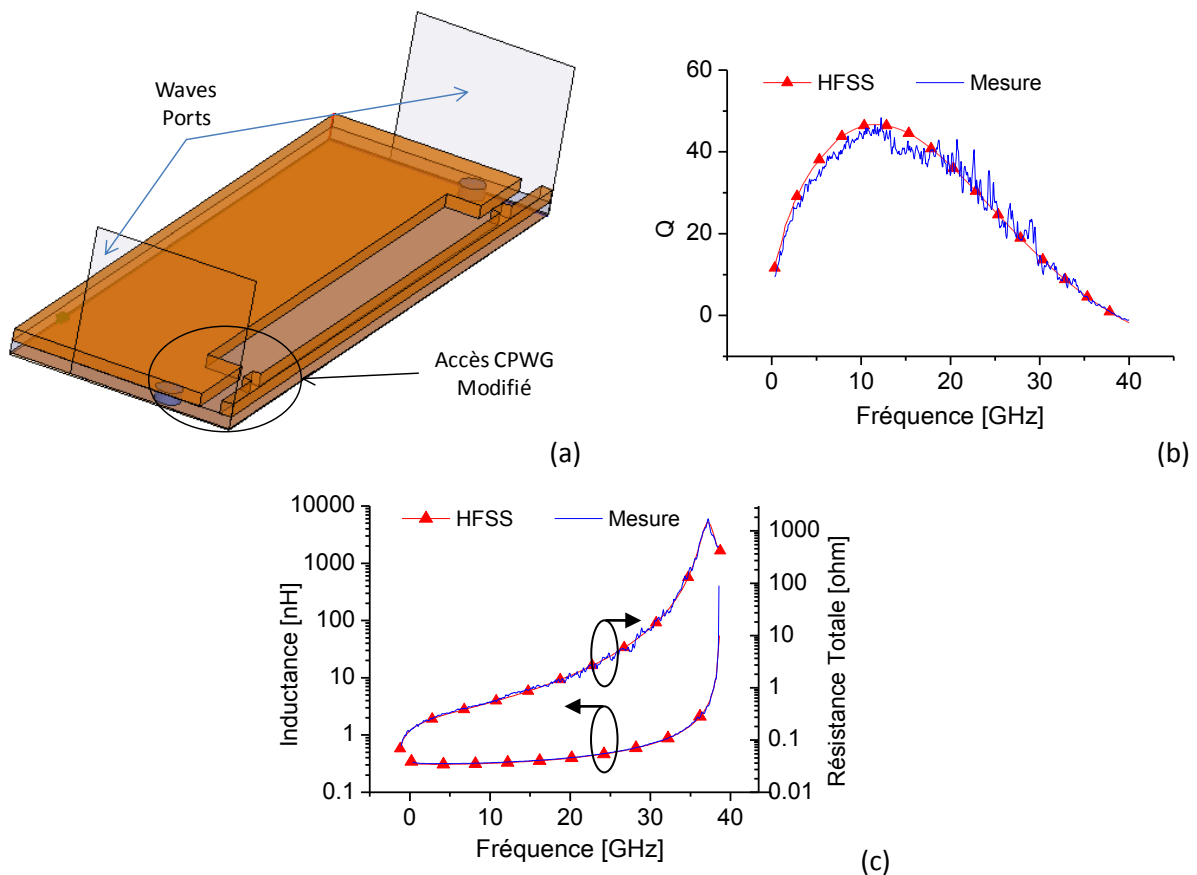 Waves
Ports
Accès CPWG
Modifié
(a)
HFSS Mesure
60
40
20
0
Q
0 10 20 30 40
Fréquence [GHz]
(b)
HFSS Mesure
10000
1000
100
10
1
0.1
Inductance [nH]
1000
100
10
1
0.1
0.01
Résistance Totale [ohm]
0 10 20 30 40
Fréquence [GHz]
(c)